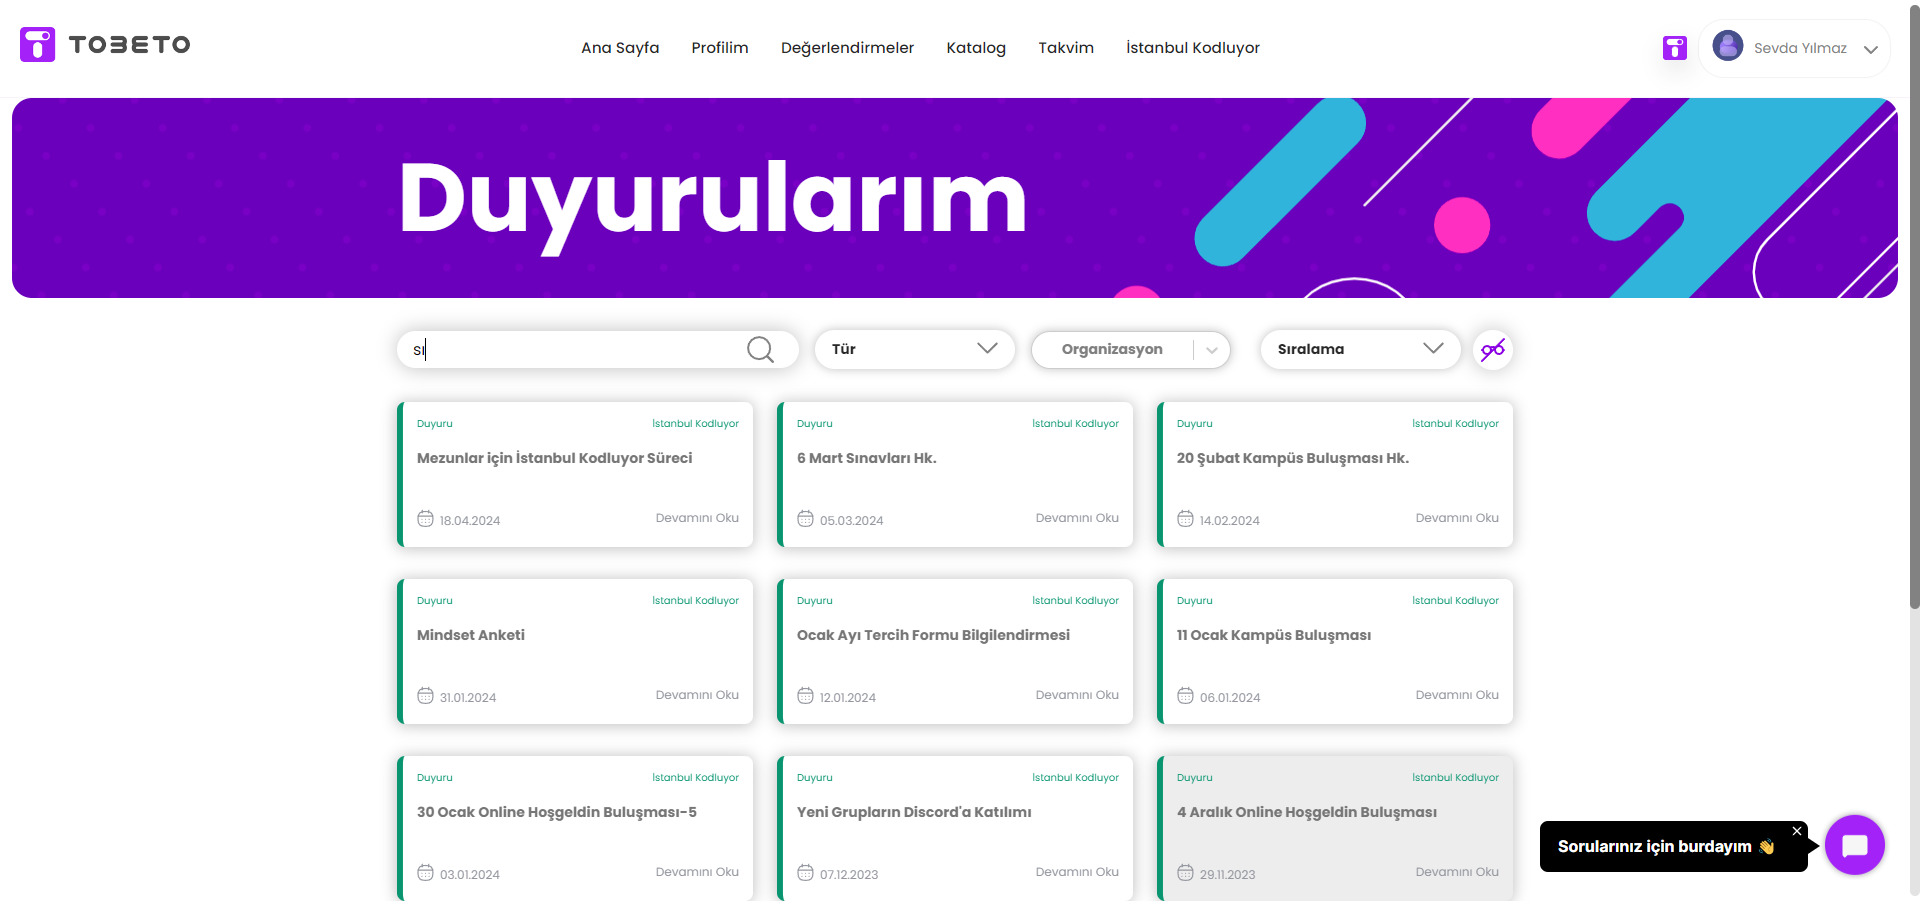 TOBETO
Ana Sayfa Profilim Değerlendirmeler Katalog Takvim İstanbul Kodluyor
Sevda Yılmaz
Duyurularım
sı
Tür
Organizasyon
Sıralama
Duyuru İstanbul Kodluyor
Mezunlar için İstanbul Kodluyor Süreci
18.04.2024 Devamını Oku
Duyuru İstanbul Kodluyor
6 Mart Sınavları Hk.
05.03.2024 Devamını Oku
Duyuru İstanbul Kodluyor
20 Şubat Kampüs Buluşması Hk.
14.02.2024 Devamını Oku
Duyuru İstanbul Kodluyor
Mindset Anketi
31.01.2024 Devamını Oku
Duyuru İstanbul Kodluyor
Ocak Ayı Tercih Formu Bilgilendirmesi
12.01.2024 Devamını Oku
Duyuru İstanbul Kodluyor
11 Ocak Kampüs Buluşması
06.01.2024 Devamını Oku
Duyuru İstanbul Kodluyor
30 Ocak Online Hoşgeldin Buluşması-5
03.01.2024 Devamını Oku
Duyuru İstanbul Kodluyor
Yeni Grupların Discord'a Katılımı
07.12.2023 Devamını Oku
Duyuru İstanbul Kodluyor
4 Aralık Online Hoşgeldin Buluşması
29.11.2023 Devamını Oku
Sorularınız için burdayım 👋